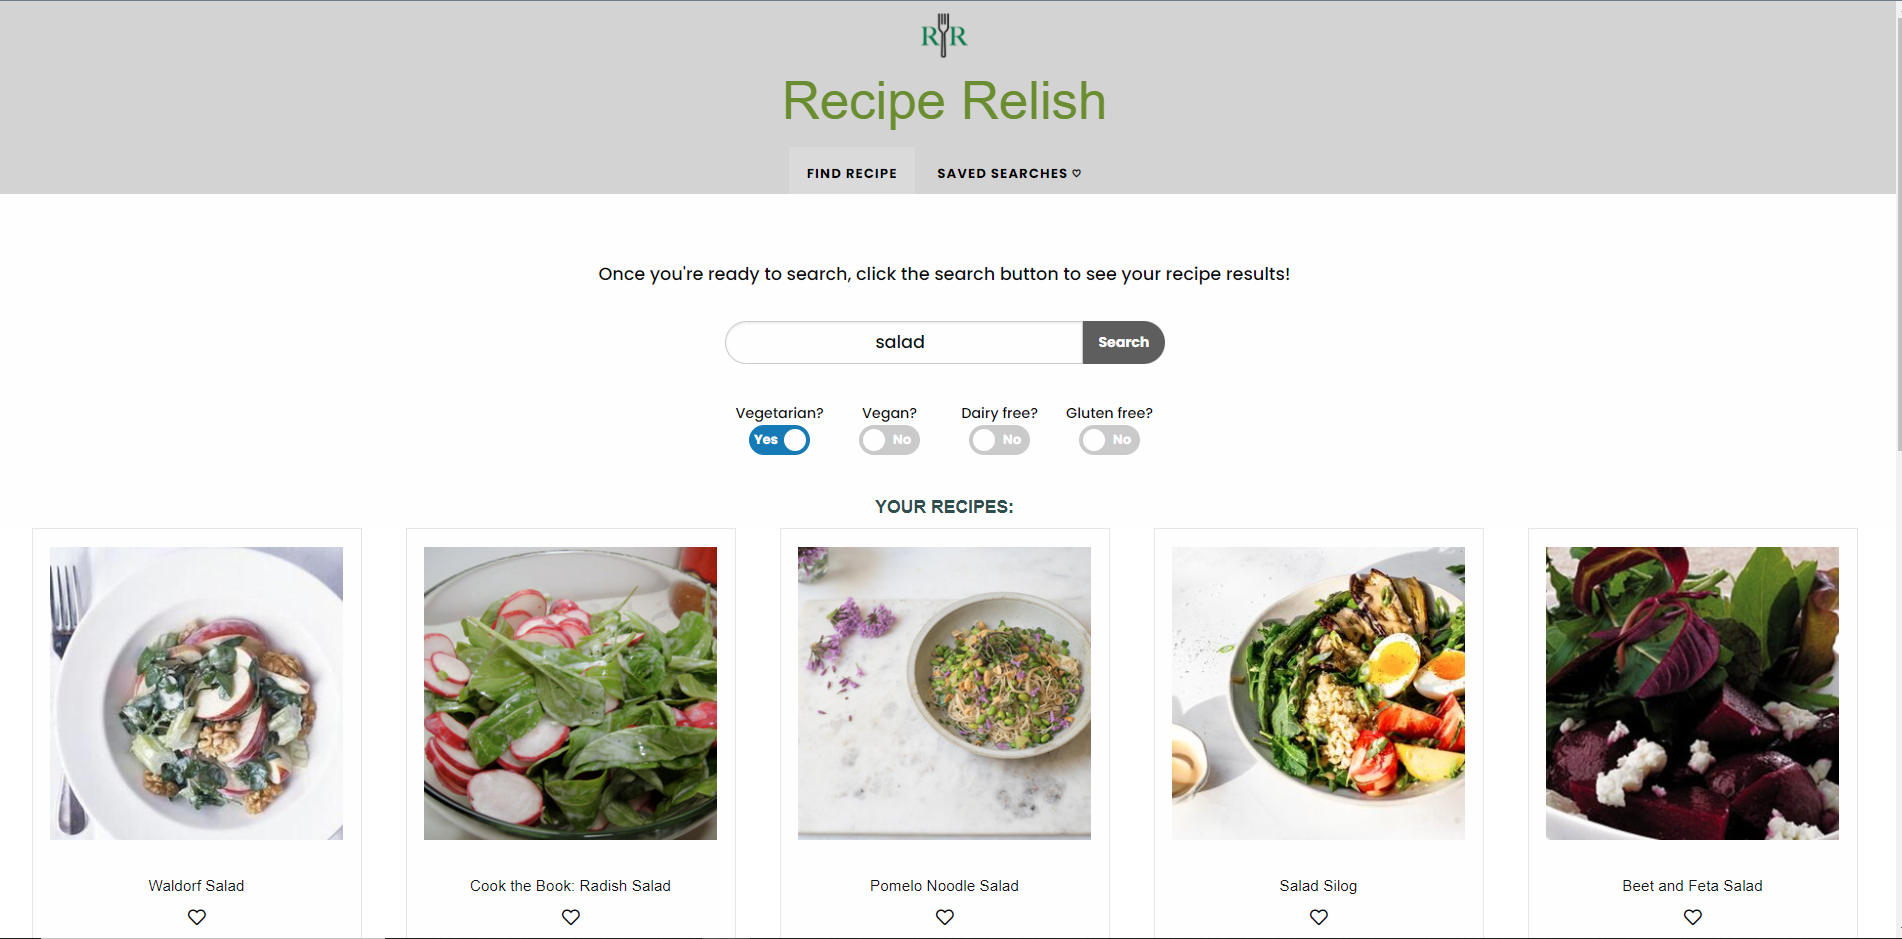 RR
Recipe Relish
FIND RECIPE SAVED SEARCHES
Once you're ready to search, click the search button to see your recipe results!
salad Search
Vegetarian? Vegan? Dairy free? Gluten free?
Yes No No No
YOUR RECIPES:
Waldorf Salad Cook the Book: Radish Salad Pomelo Noodle Salad Salad Silog Beet and Feta Salad